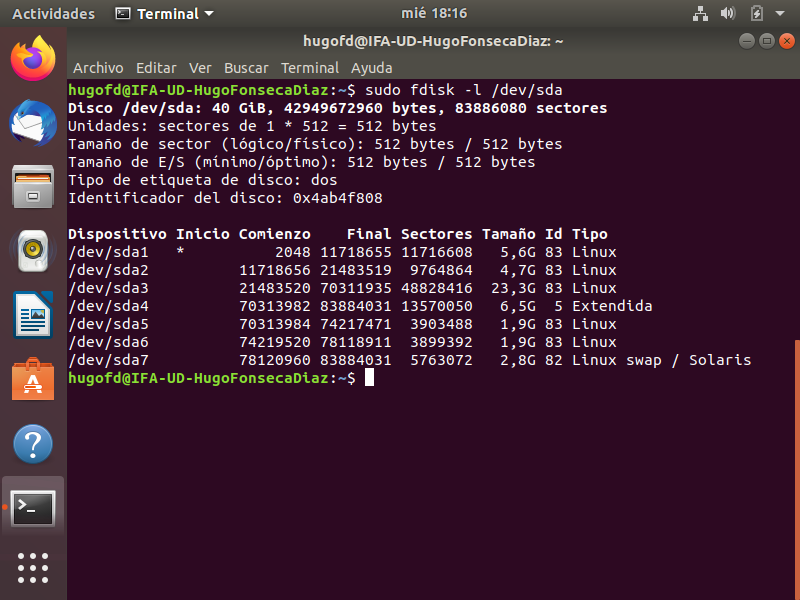 Actividades Terminal mié 18:16
hugofd@IFA-UD-HugoFonsecaDiaz: ~
Archivo Editar Ver Buscar Terminal Ayuda
hugofd@IFA-UD-HugoFonsecaDiaz:~$ sudo fdisk -l /dev/sda
Disco /dev/sda: 40 GiB, 42949672960 bytes, 83886080 sectores
Unidades: sectores de 1 * 512 = 512 bytes
Tamaño de sector (lógico/físico): 512 bytes / 512 bytes
Tamaño de E/S (mínimo/óptimo): 512 bytes / 512 bytes
Tipo de etiqueta de disco: dos
Identificador del disco: 0x4ab4f808
Dispositivo Inicio Comienzo    Final Sectores Tamaño Id Tipo
/dev/sda1   *          2048 11718655 11716608   5,6G 83 Linux
/dev/sda2          11718656 21483519  9764864   4,7G 83 Linux
/dev/sda3          21483520 70311935 48828416  23,3G 83 Linux
/dev/sda4          70313982 83884031 13570050   6,5G  5 Extendida
/dev/sda5          70313984 74217471  3903488   1,9G 83 Linux
/dev/sda6          74219520 78118911  3899392   1,9G 83 Linux
/dev/sda7          78120960 83884031  5763072   2,8G 82 Linux swap / Solaris
hugofd@IFA-UD-HugoFonsecaDiaz:~$